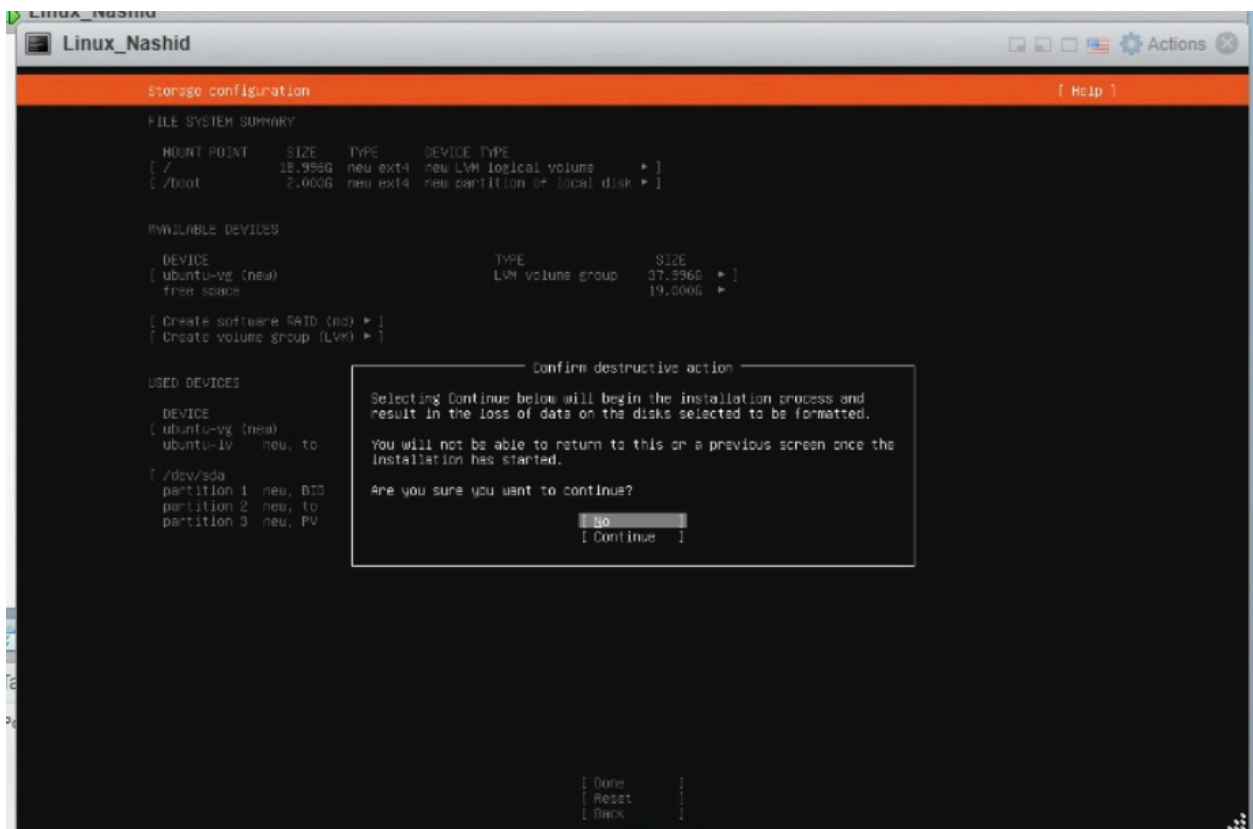 Linux_Nashid
Linux_Nashid Actions
Storage configuration [ Help ]
FILE SYSTEM SUMMARY
MOUNT POINT SIZE TYPE DEVICE TYPE
[ / 18.996G new ext4 new LVM logical volume ▸ ]
[ /boot 2.000G new ext4 new partition of local disk ▸ ]
AVAILABLE DEVICES
DEVICE TYPE SIZE
[ ubuntu-vg (new) LVM volume group 37.996G ▸ ]
free space 19.000G ▸
[ Create software RAID (md) ▸ ]
[ Create volume group (LVM) ▸ ]
USED DEVICES
DEVICE
[ ubuntu-vg (new)
ubuntu-lv new, to
[ /dev/sda
partition 1 new, BIO
partition 2 new, to
partition 3 new, PV
Confirm destructive action
Selecting Continue below will begin the installation process and
result in the loss of data on the disks selected to be formatted.
You will not be able to return to this or a previous screen once the
installation has started.
Are you sure you want to continue?
[ No ]
[ Continue ]
[ Done ]
[ Reset ]
[ Back ]